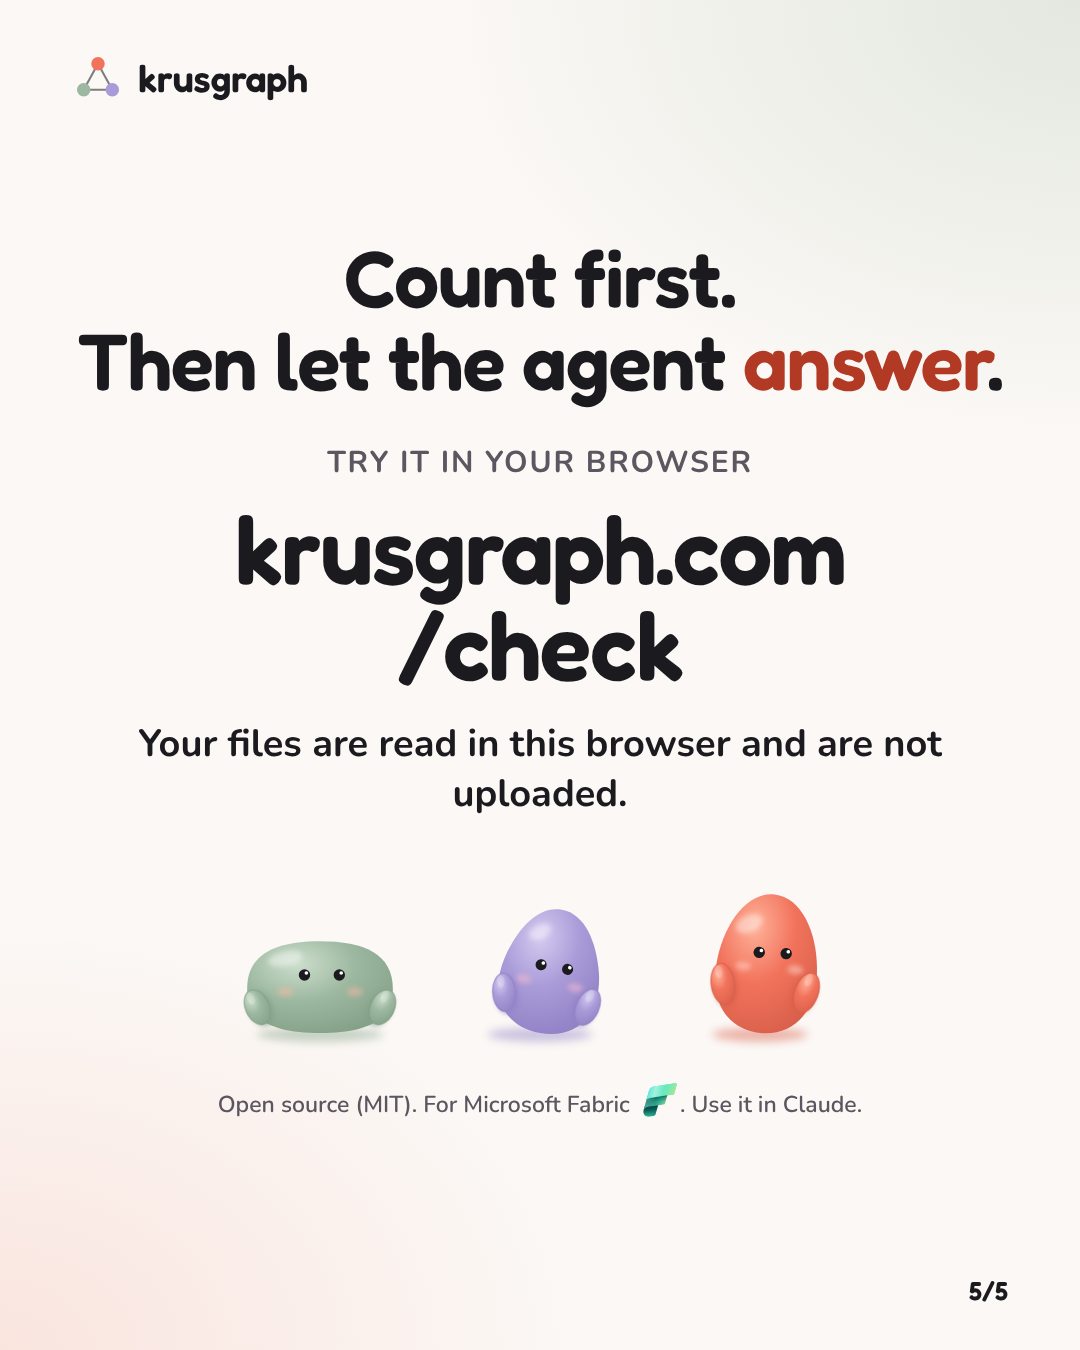 krusgraph
Count first.
Then let the agent answer.
TRY IT IN YOUR BROWSER
krusgraph.com
/check
Your files are read in this browser and are not
uploaded.
Open source (MIT). For Microsoft Fabric . Use it in Claude.
5/5